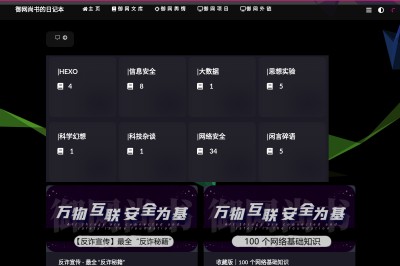 御网尚书的日记本 主页 御网文库 御网舆情 御网项目 御网外链
0
|HEXO
4
|信息安全
8
|大数据
1
|思想实验
5
|科学幻想
1
|科技杂谈
1
|网络安全
34
|闲言碎语
5
万物互联安全为基
【反诈宣传】最全“反诈秘籍”
反诈宣传 - 最全“反诈秘籍”
万物互联安全为基
100 个网络基础知识
收藏版｜100 个网络基础知识